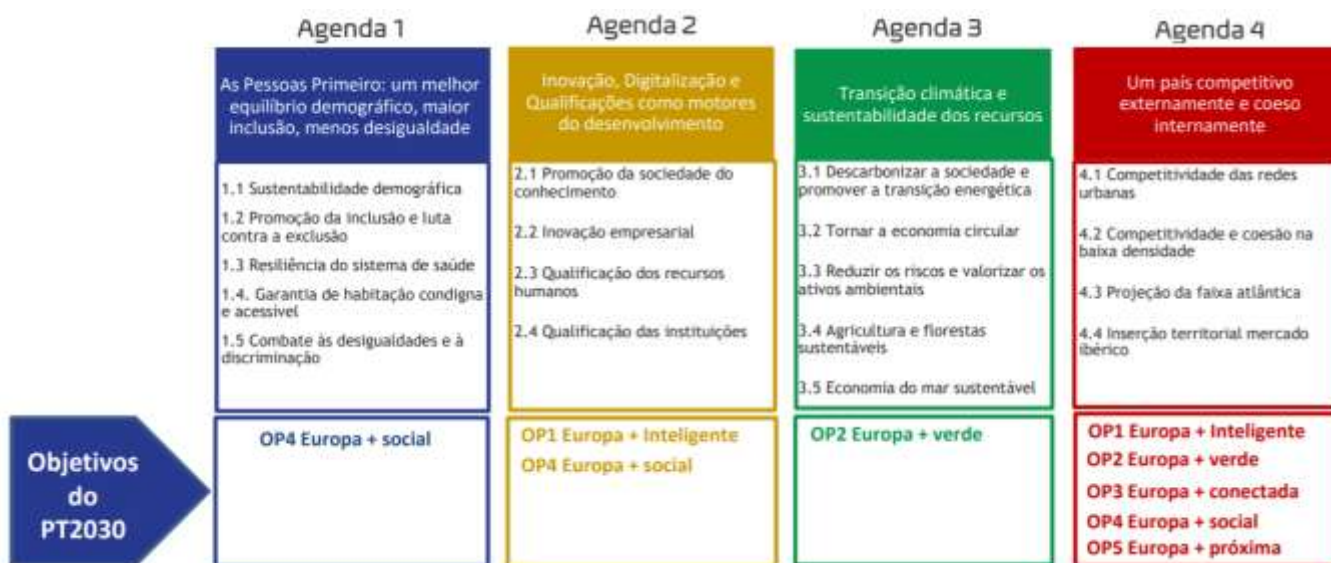 Agenda 1
As Pessoas Primeiro: um melhor
equilíbrio demográfico, maior
inclusão, menos desigualdade
1.1 Sustentabilidade demográfica
1.2 Promoção da inclusão e luta
contra a exclusão
1.3 Resiliência do sistema de saúde
1.4. Garantia de habitação condigna
e acessível
1.5 Combate às desigualdades e à
discriminação
Agenda 2
Inovação, Digitalização e
Qualificações como motores
do desenvolvimento
2.1 Promoção da sociedade do
conhecimento
2.2 Inovação empresarial
2.3 Qualificação dos recursos
humanos
2.4 Qualificação das instituições
Agenda 3
Transição climática e
sustentabilidade dos recursos
3.1 Descarbonizar a sociedade e
promover a transição energética
3.2 Tornar a economia circular
3.3 Reduzir os riscos e valorizar os
ativos ambientais
3.4 Agricultura e florestas
sustentáveis
3.5 Economia do mar sustentável
Agenda 4
Um país competitivo
externamente e coeso
internamente
4.1 Competitividade das redes
urbanas
4.2 Competitividade e coesão na
baixa densidade
4.3 Projeção da faixa atlântica
4.4 Inserção territorial mercado
ibérico
Objetivos
do
PT2030
OP4 Europa + social
OP1 Europa + Inteligente
OP4 Europa + social
OP2 Europa + verde
OP1 Europa + Inteligente
OP2 Europa + verde
OP3 Europa + conectada
OP4 Europa + social
OP5 Europa + próxima